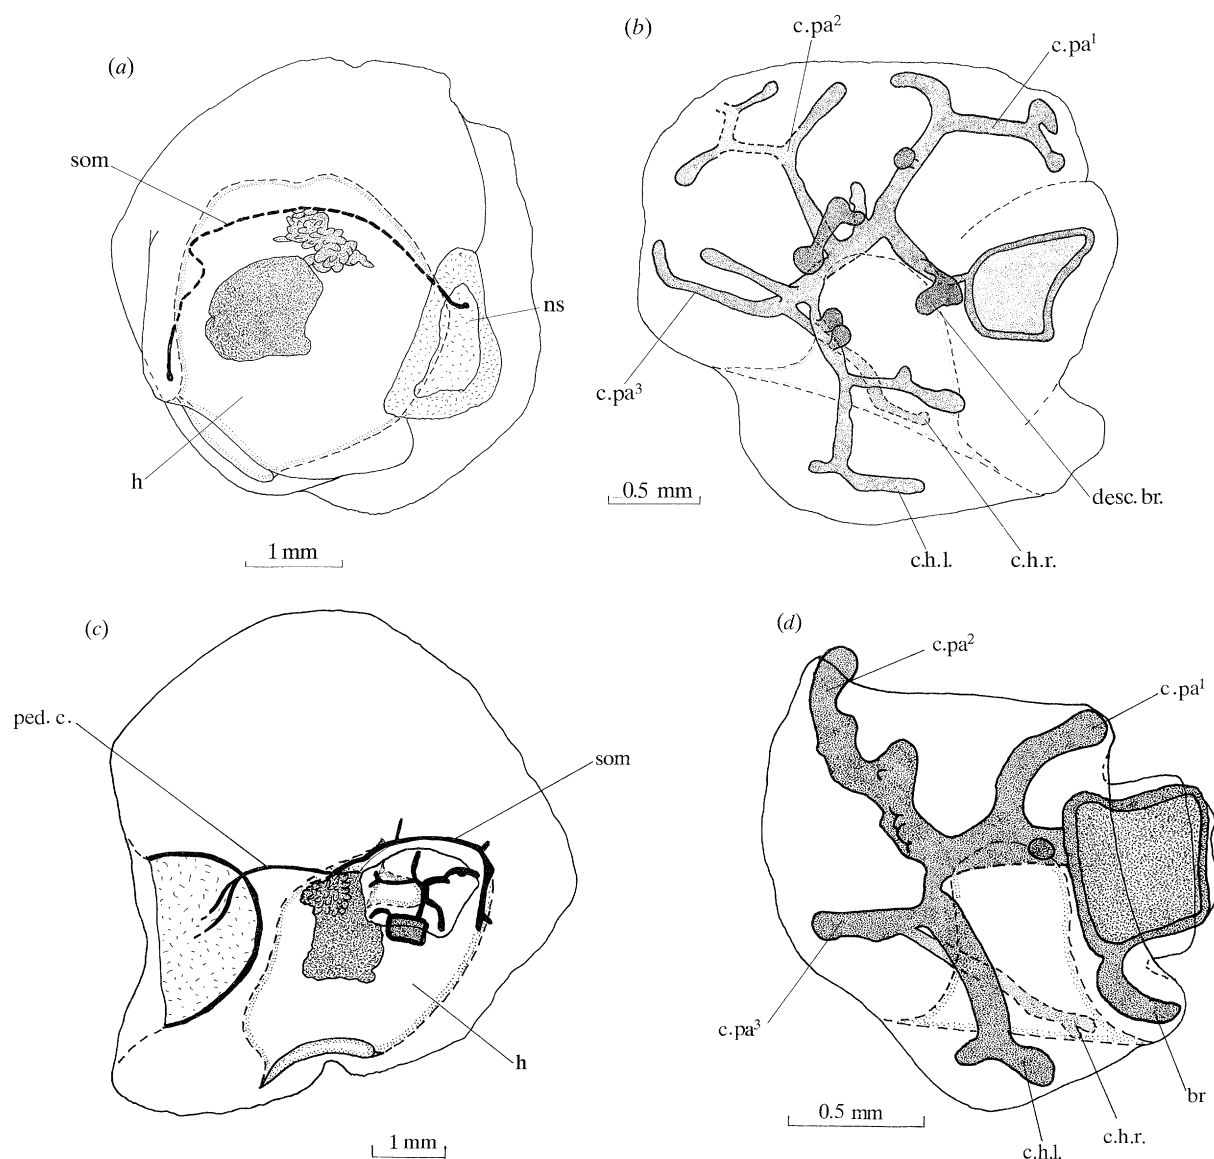 (a)
som
ns
h
1 mm
(b)
c.pa²
c.pa¹
c.pa³
0.5 mm
desc. br.
c.h.l.
c.h.r.
(c)
ped. c.
som
h
1 mm
(d)
c.pa²
c.pa¹
c.pa³
br
0.5 mm
c.h.r.
c.h.l.